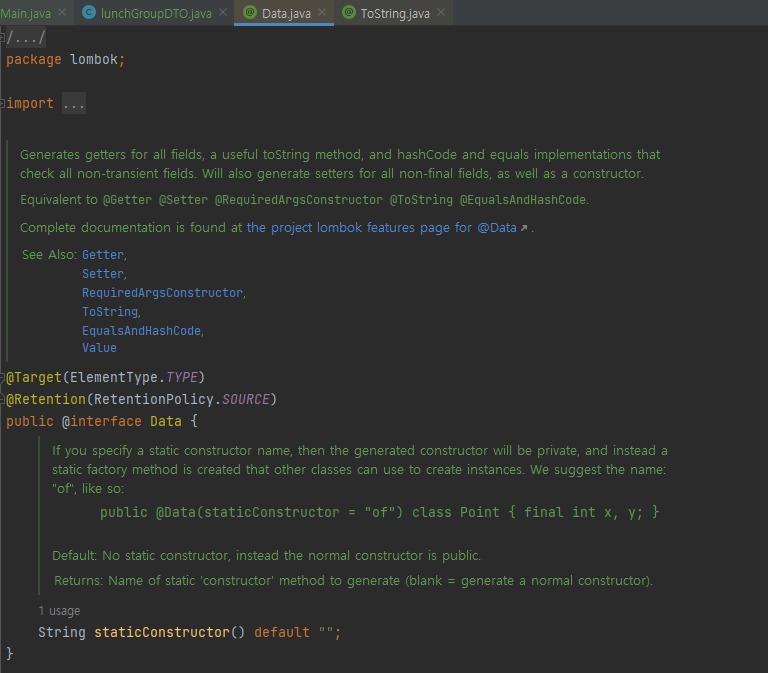 Main.java
lunchGroupDTO.java
Data.java
ToString.java
/.../
package lombok;
import ...
Generates getters for all fields, a useful toString method, and hashCode and equals implementations that
check all non-transient fields. Will also generate setters for all non-final fields, as well as a constructor.
Equivalent to @Getter @Setter @RequiredArgsConstructor @ToString @EqualsAndHashCode.
Complete documentation is found at the project lombok features page for @Data↗.
See Also: Getter,
Setter,
RequiredArgsConstructor,
ToString,
EqualsAndHashCode,
Value
@Target(ElementType.TYPE)
@Retention(RetentionPolicy.SOURCE)
public @interface Data {
If you specify a static constructor name, then the generated constructor will be private, and instead a
static factory method is created that other classes can use to create instances. We suggest the name:
"of", like so:
public @Data(staticConstructor = "of") class Point { final int x, y; }
Default: No static constructor, instead the normal constructor is public.
Returns: Name of static 'constructor' method to generate (blank = generate a normal constructor).
1 usage
String staticConstructor() default "";
}